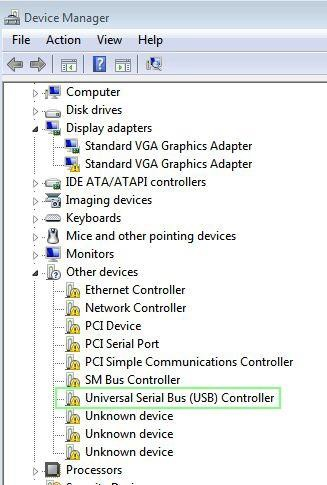 Device Manager
File Action View Help
Computer
Disk drives
Display adapters
Standard VGA Graphics Adapter
Standard VGA Graphics Adapter
IDE ATA/ATAPI controllers
Imaging devices
Keyboards
Mice and other pointing devices
Monitors
Other devices
Ethernet Controller
Network Controller
PCI Device
PCI Serial Port
PCI Simple Communications Controller
SM Bus Controller
Universal Serial Bus (USB) Controller
Unknown device
Unknown device
Unknown device
Processors